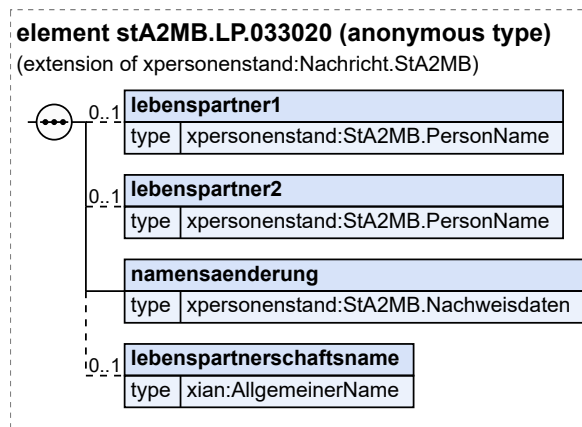 element stA2MB.LP.033020 (anonymous type)
(extension of xpersonenstand:Nachricht.StA2MB)
0..1
lebenspartner1
type xpersonenstand:StA2MB.PersonName
0..1
lebenspartner2
type xpersonenstand:StA2MB.PersonName
namensaenderung
type xpersonenstand:StA2MB.Nachweisdaten
0..1
lebenspartnerschaftsname
type xian:AllgemeinerName